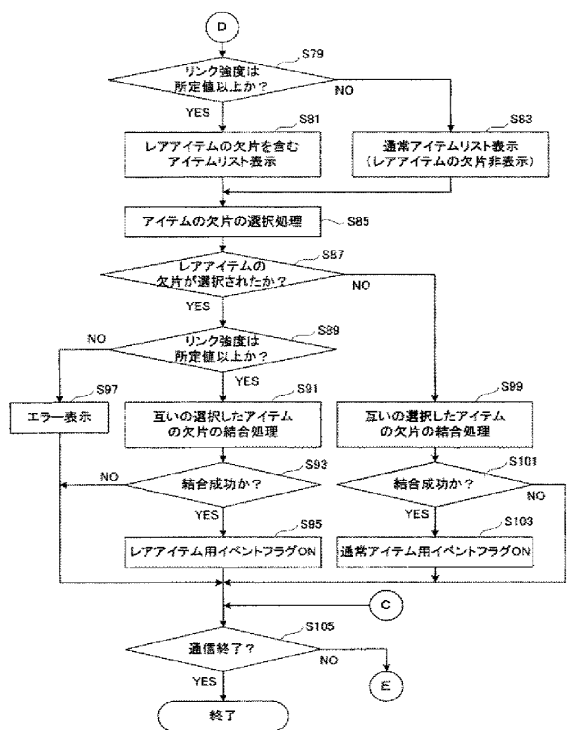 D
S79
リンク強度は
所定値以上か?
YES
NO
S81
レアアイテムの欠片を含む
アイテムリスト表示
S83
通常アイテムリスト表示
(レアアイテムの欠片非表示)
アイテムの欠片の選択処理
S85
S87
レアアイテムの
欠片が選択されたか?
YES
NO
S89
リンク強度は
所定値以上か?
NO
YES
S97
エラー表示
S91
互いの選択したアイテム
の欠片の結合処理
S99
互いの選択したアイテム
の欠片の結合処理
S93
結合成功か?
NO
YES
S101
結合成功か?
NO
YES
S95
レアアイテム用イベントフラグON
S103
通常アイテム用イベントフラグON
C
S105
通信終了?
NO
YES
E
終了